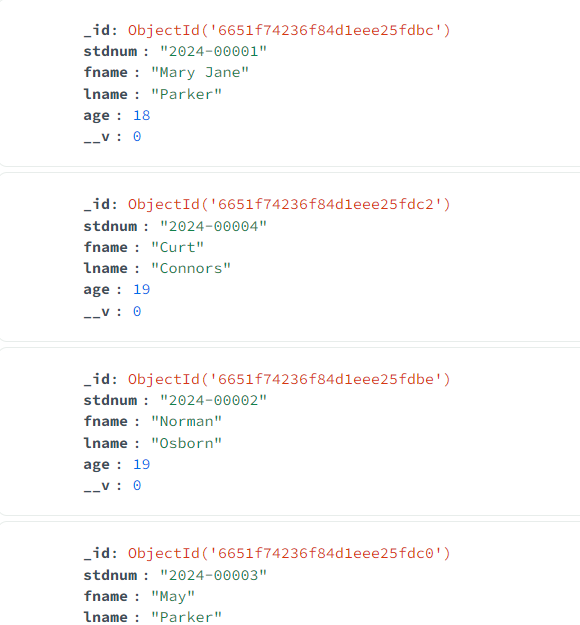 _id: ObjectId('6651f74236f84d1eee25fdbc')
stdnum : "2024-00001"
fname : "Mary Jane"
lname : "Parker"
age : 18
__v : 0
_id: ObjectId('6651f74236f84d1eee25fdc2')
stdnum : "2024-00004"
fname : "Curt"
lname : "Connors"
age : 19
__v : 0
_id: ObjectId('6651f74236f84d1eee25fdbe')
stdnum : "2024-00002"
fname : "Norman"
lname : "Osborn"
age : 19
__v : 0
_id: ObjectId('6651f74236f84d1eee25fdc0')
stdnum : "2024-00003"
fname : "May"
lname : "Parker"